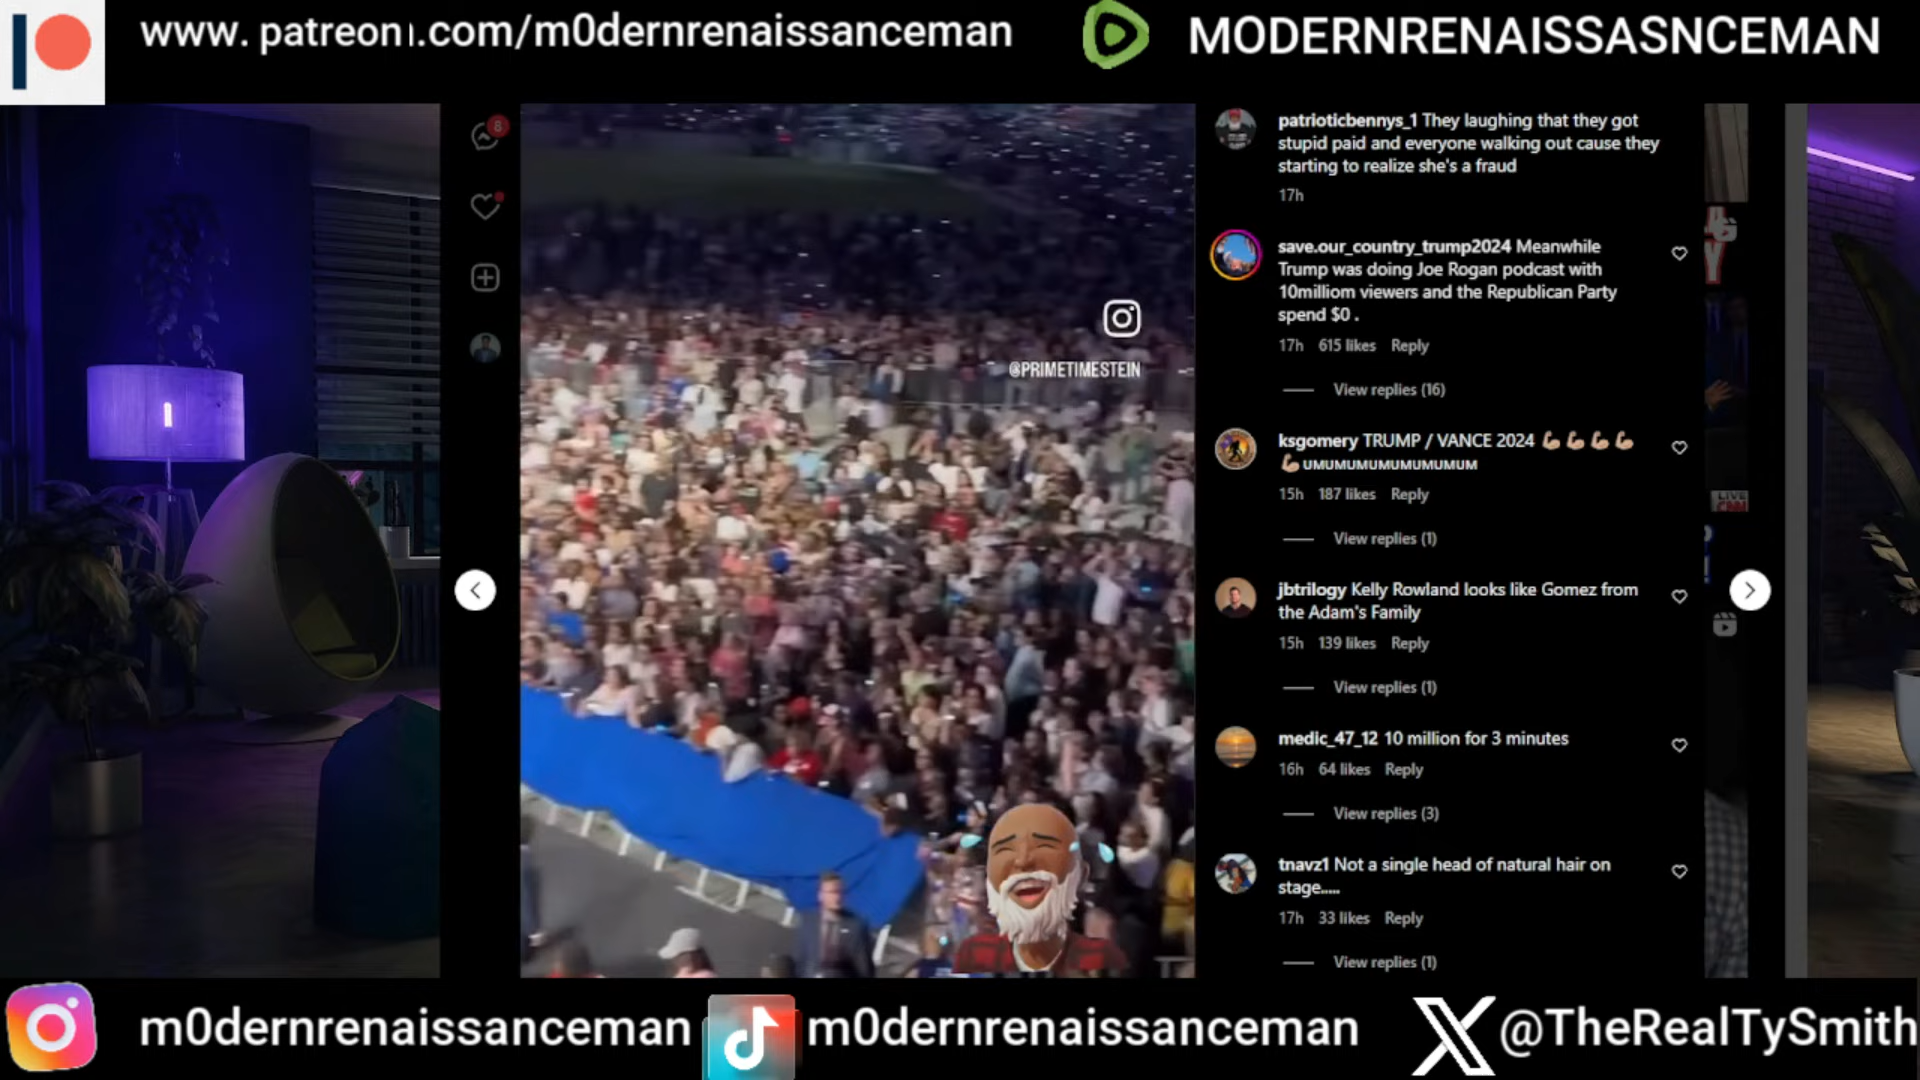 www. patreon.com/m0dernrenaissanceman
MODERNRENAISSASNCEMAN
8
patrioticbennys_1 They laughing that they got
stupid paid and everyone walking out cause they
starting to realize she's a fraud
17h
save.our_country_trump2024 Meanwhile
Trump was doing Joe Rogan podcast with
10milliom viewers and the Republican Party
spend $0 .
17h 615 likes Reply
View replies (16)
@PRIMETIMESTEIN
ksgomery TRUMP / VANCE 2024 💪🏼💪🏼💪🏼💪🏼
💪🏼
15h 187 likes Reply
View replies (1)
LIVE
jbtrilogy Kelly Rowland looks like Gomez from
the Adam's Family
15h 139 likes Reply
View replies (1)
medic_47_12 10 million for 3 minutes
16h 64 likes Reply
View replies (3)
tnavz1 Not a single head of natural hair on
stage.....
17h 33 likes Reply
View replies (1)
m0dernrenaissanceman
m0dernrenaissanceman
@TheRealTySmith